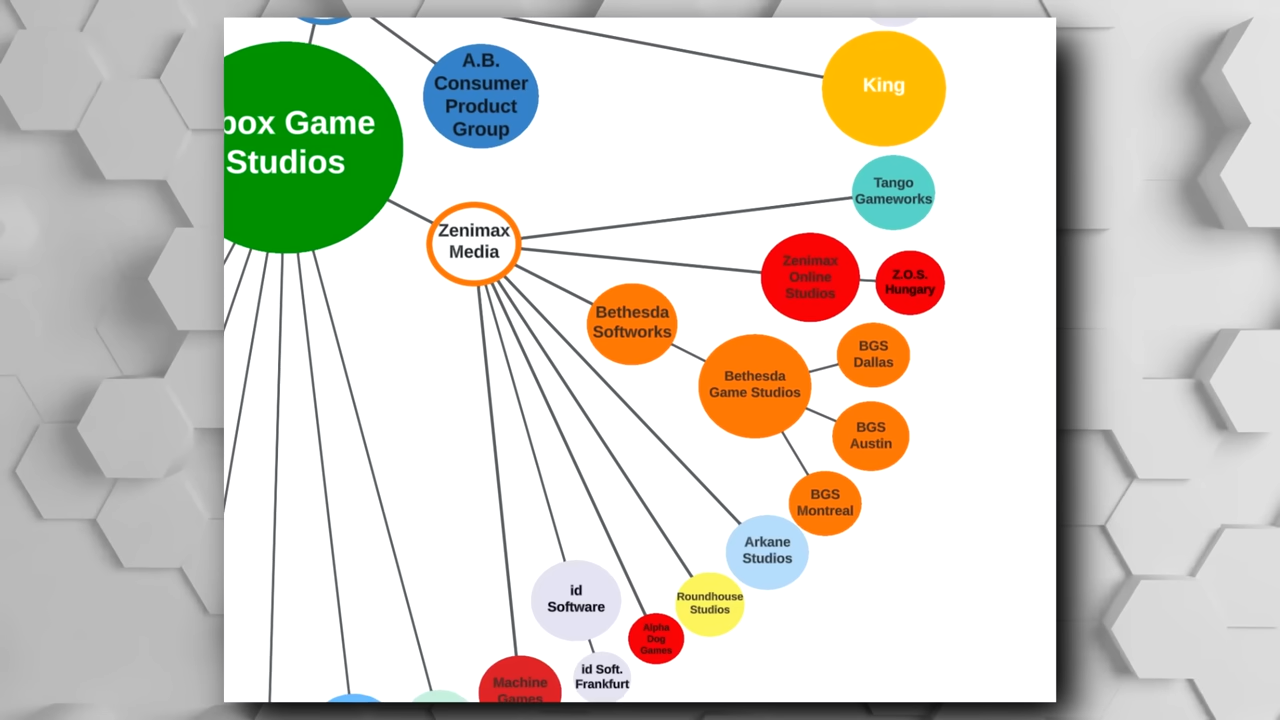 A.B.
Consumer
Product
Group
King
box Game
Studios
Tango
Gameworks
Zenimax
Media
Zenimax
Online
Studios
Z.O.S.
Hungary
Bethesda
Softworks
BGS
Dallas
Bethesda
Game Studios
BGS
Austin
BGS
Montreal
Arkane
Studios
id
Software
Roundhouse
Studios
Alpha
Dog
Games
id Soft.
Frankfurt
Machine
Games